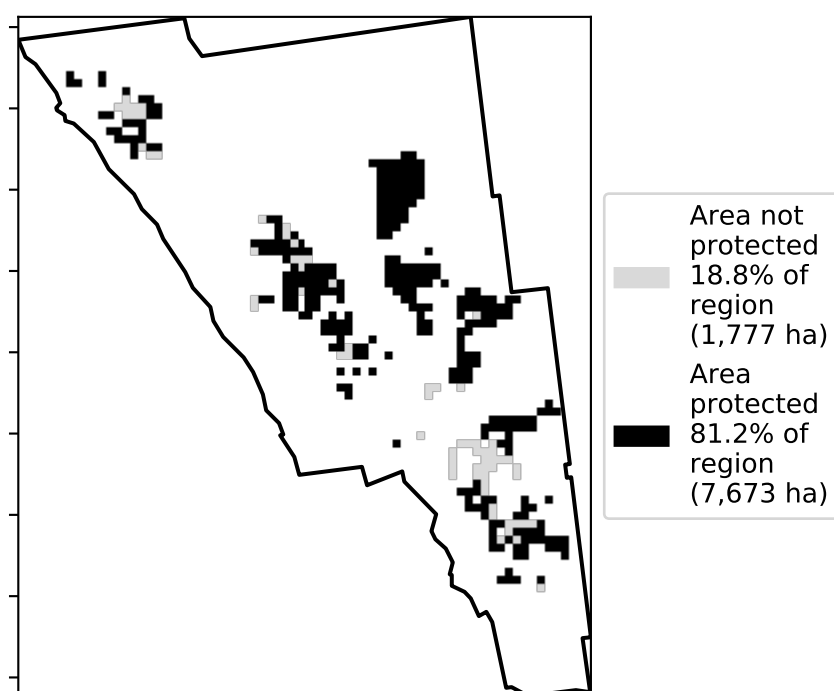 Area not
protected
18.8% of
region
(1,777 ha)
Area
protected
81.2% of
region
(7,673 ha)